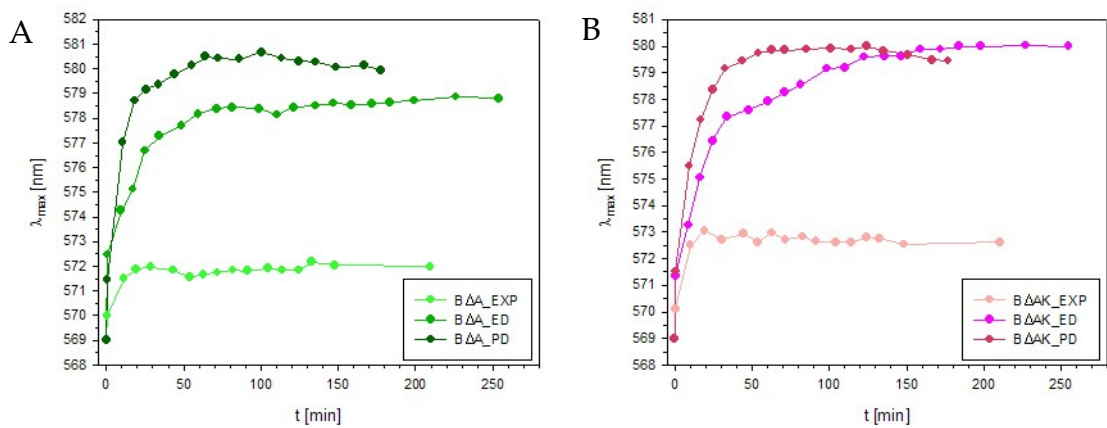 A
582
581
580
579
578
577
576
575
574
573
572
571
570
569
568
λmax [nm]
0 50 100 150 200 250
t [min]
BΔA_EXP
BΔA_ED
BΔA_PD
B
581
580
579
578
577
576
575
574
573
572
571
570
569
568
λmax [nm]
0 50 100 150 200 250
t [min]
BΔAK_EXP
BΔAK_ED
BΔAK_PD